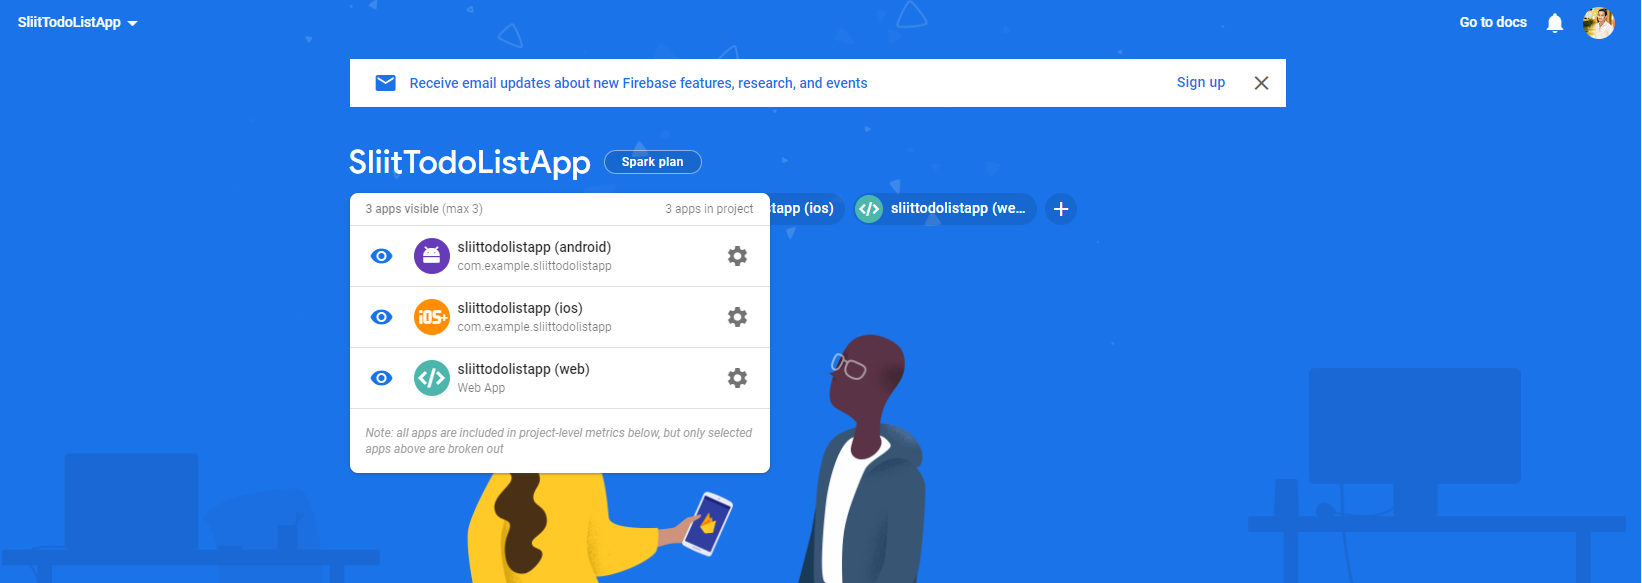 SliitTodoListApp
Go to docs
Receive email updates about new Firebase features, research, and events
Sign up
SliitTodoListApp
Spark plan
3 apps visible (max 3)
3 apps in project
tapp (ios)
sliittodolistapp (we...
sliittodolistapp (android)
com.example.sliittodolistapp
iOS+
sliittodolistapp (ios)
com.example.sliittodolistapp
sliittodolistapp (web)
Web App
Note: all apps are included in project-level metrics below, but only selected
apps above are broken out